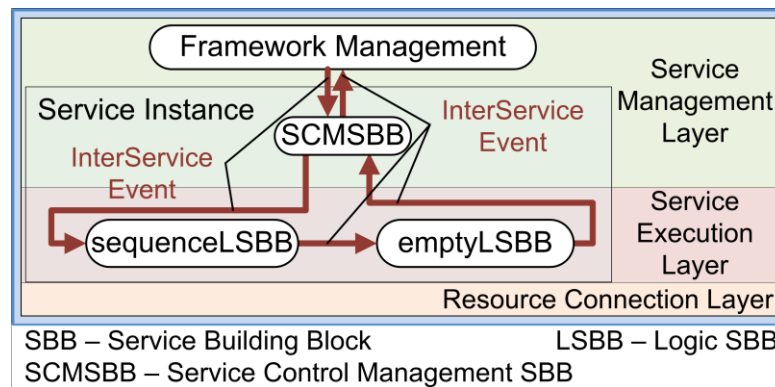 Framework Management
Service
Management
Layer
Service Instance
SCMSBB
InterService
Event
InterService
Event
Service
Execution
Layer
sequenceLSBB
emptyLSBB
Resource Connection Layer
SBB – Service Building Block
LSBB – Logic SBB
SCMSBB – Service Control Management SBB